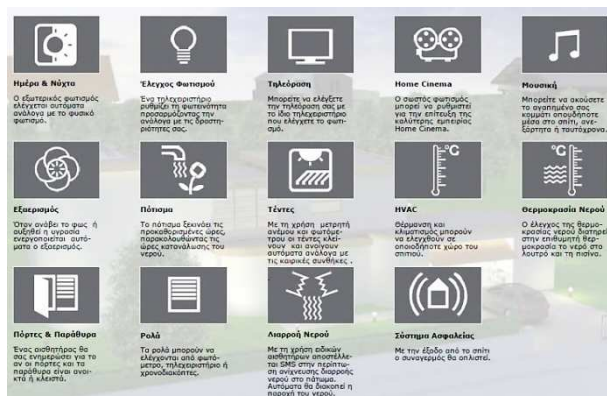 Ημέρα & Νύχτα
Ο εξωτερικός φωτισμός
ελέγχεται αυτόματα
ανάλογα με το φυσικό
φωτισμο.
Έλεγχος Φωτισμού
Ένα τηλεχειριστήριο
ρυθμίζει τη φωτεινότητα
προσαρμόζοντας την
ανάλογα με τις δραστη-
ριότητες σας.
Τηλεόραση
Μπορείτε να ελέγξετε
την τηλεόραση σας με
το ίδιο τηλεχειριστήριο
που ελέγχετε το φωτι-
σμό.
Home Cinema
Ο σωστός φωτισμός
μπορεί να ρυθμιστεί
για την επίτευξη της
καλύτερης εμπειρίας
Home Cinema.
Μουσική
Μπορείτε να ακούσετε
το αγαπημένο σας
κομμάτι οπουδήποτε
μέσα στο σπίτι, ανε-
ξάρτητα ή ταυτόχρονα.
Εξαερισμός
Όταν ανάβει το φως ή
αυξηθεί η υγρασία
ενεργοποιείται αυτό-
ματα ο εξαερισμός.
Πότισμα
Το πότισμα ξεκινάει τις
προκαθορισμένες ώρες,
παρακολουθώντας τις
ώρες κατανάλωσης του
νερού.
Τέντες
Με τη χρήση μετρητή
ανέμου και φωτόμε-
τρου οι τέντες κλεί-
νουν και ανοίγουν
αυτόματα ανάλογα με
τις καιρικές συνθήκες .
°C
HVAC
Θέρμανση και
κλιματισμός μπορούν
να ελεγχθούν σε
οποιοδήποτε χώρο του
σπιτιού.
°C
Θερμοκρασία Νερού
Ο έλεγχος της θερμο-
κρασίας νερού διατηρεί
στην επιθυμητή θερ-
μοκρασία το νερό στο
λουτρό και τη πισίνα.
Πόρτες & Παράθυρα
Ένας αισθητήρας θα
σας ενημερώσει για το
αν οι πόρτες και τα
παράθυρα είναι ανοι-
κτά ή κλειστά.
Ρολά
Τα ρολά μπορούν να
ελέγχονται από φωτό-
μετρο, τηλεχειριστήριο ή
χρονοδιακόπτες.
Διαρροή Νερού
Με τη χρήση ειδικών
αισθητήρων αποστέλλε-
ται SMS στην περίπτω-
ση ανίχνευσης διαρροής
νερού στο πάτωμα.
Αυτόματα θα διακοπεί η
παροχή του νερού.
Σύστημα Ασφαλείας
Με την έξοδο από το σπίτι
ο συναγερμός θα οπλιστεί.